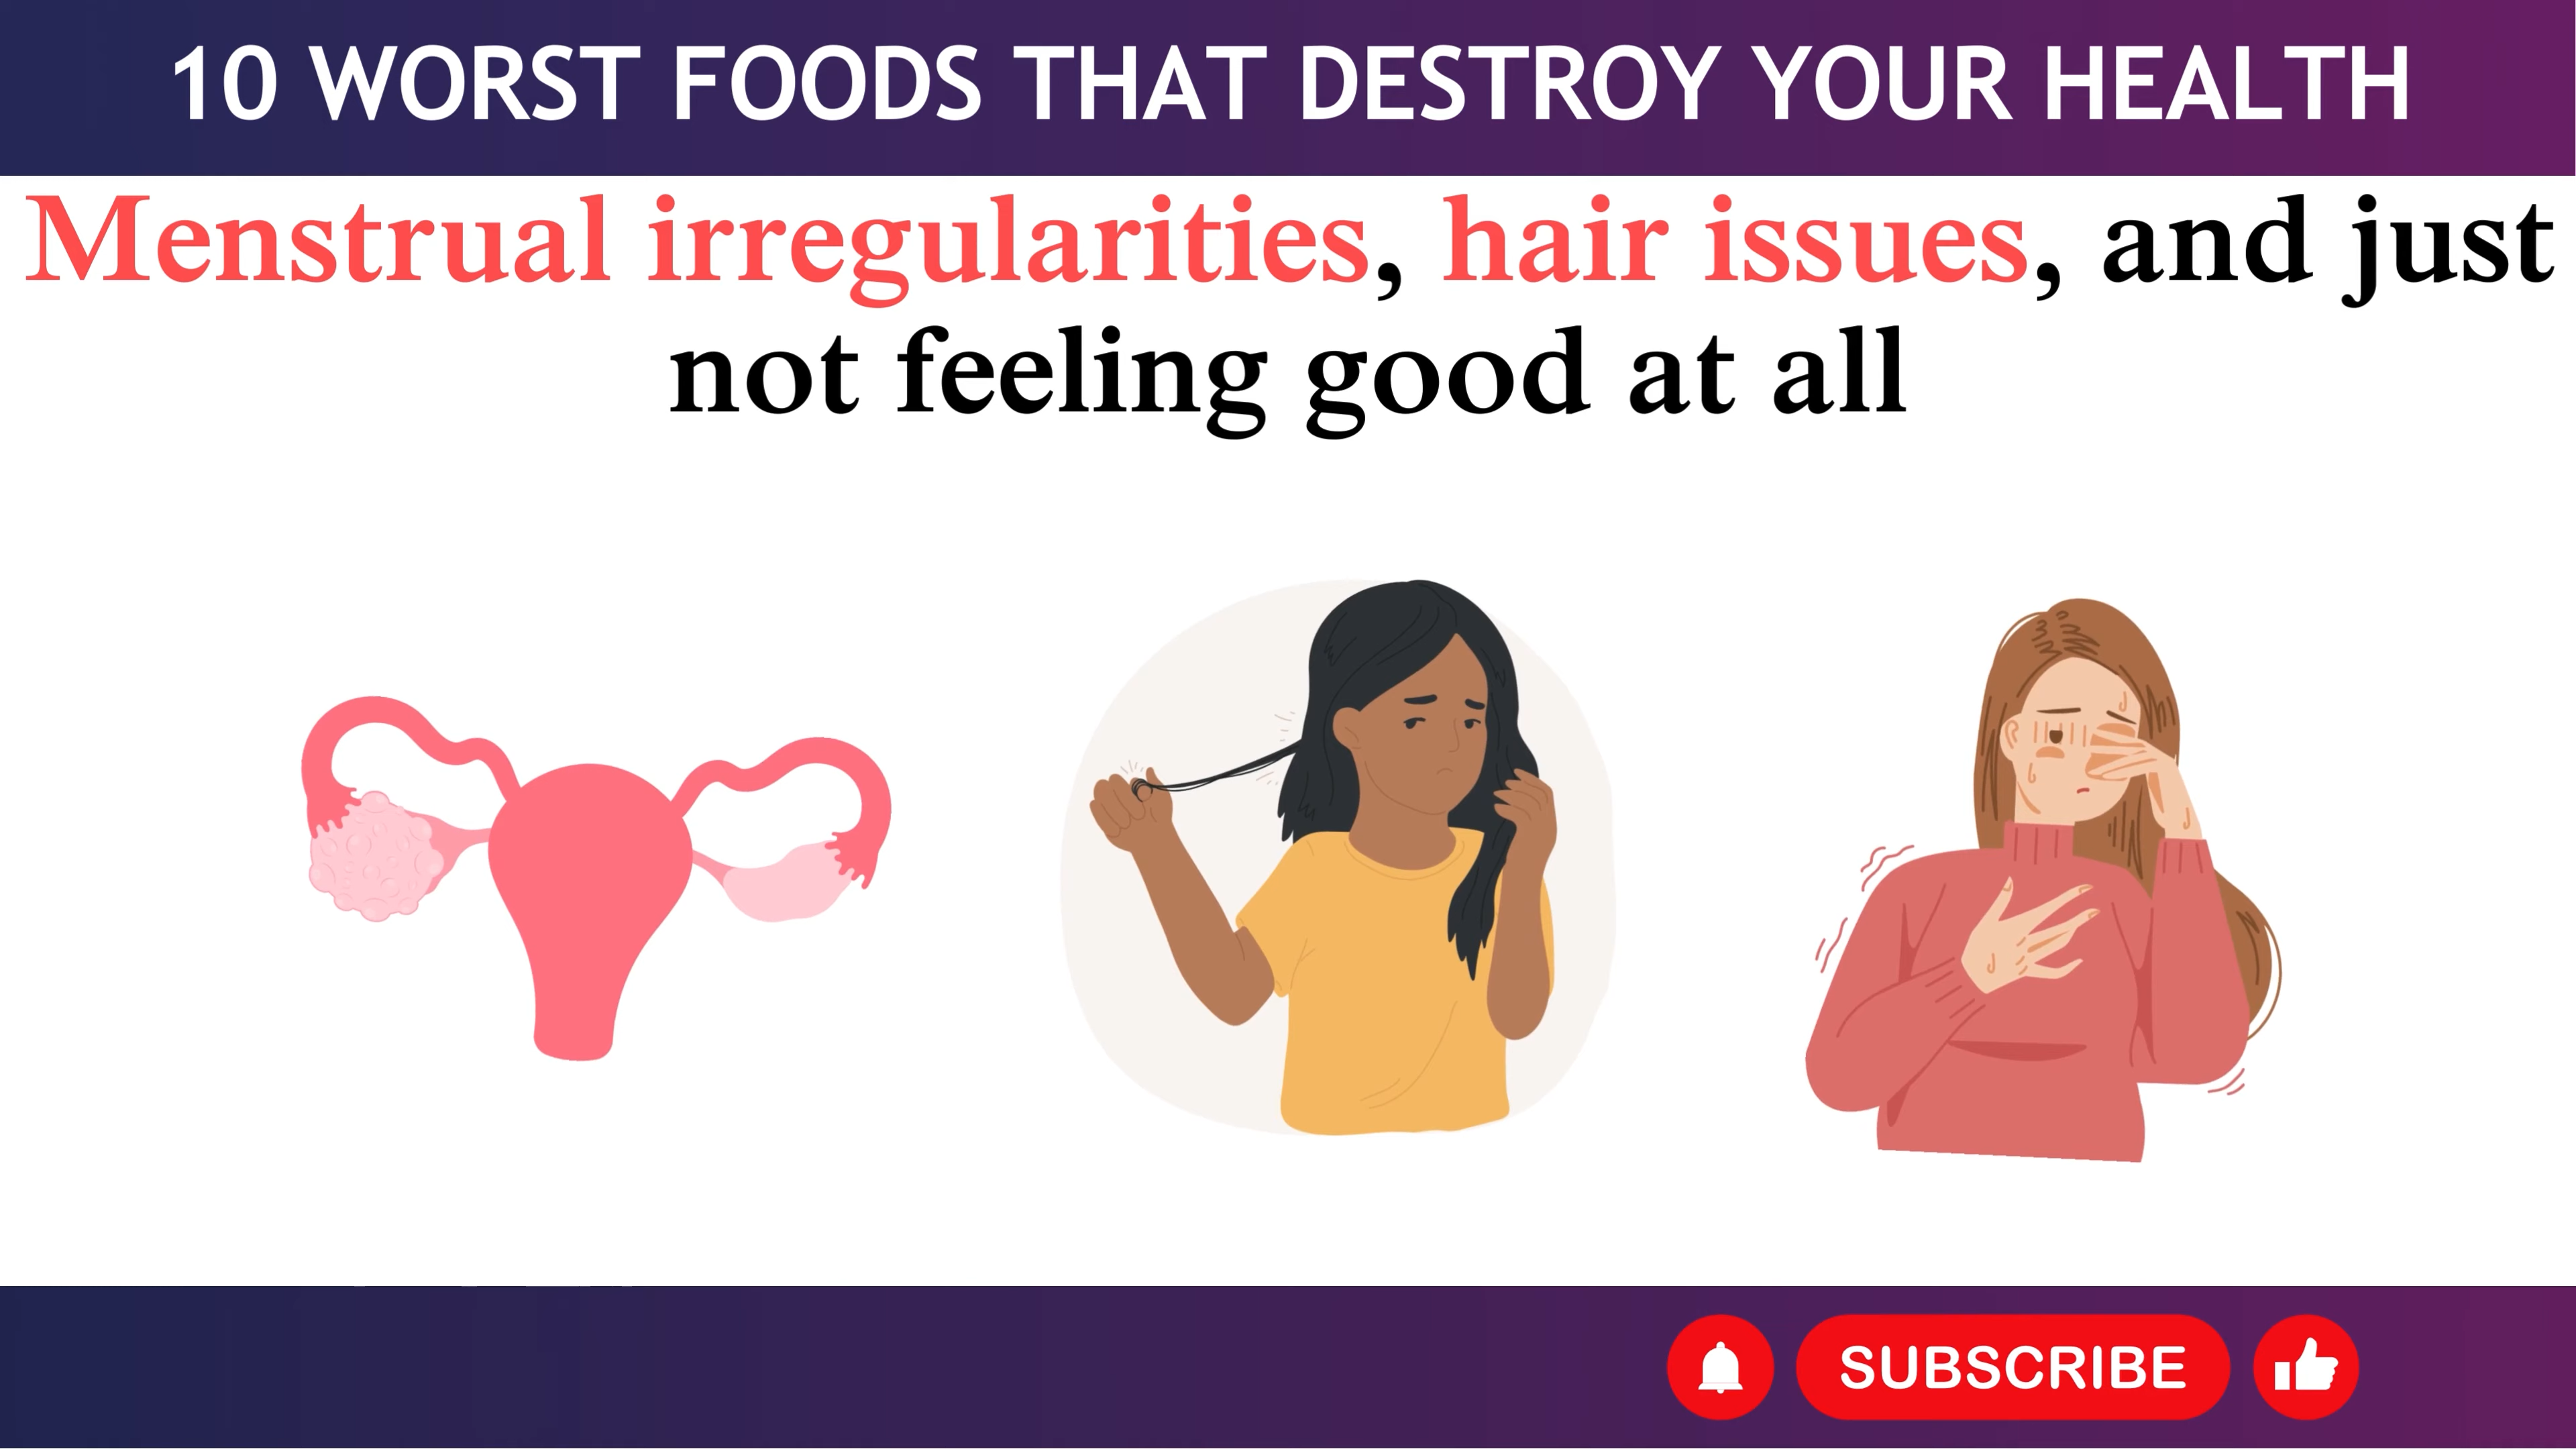 10 WORST FOODS THAT DESTROY YOUR HEALTH
Menstrual irregularities, hair issues, and just
not feeling good at all
SUBSCRIBE